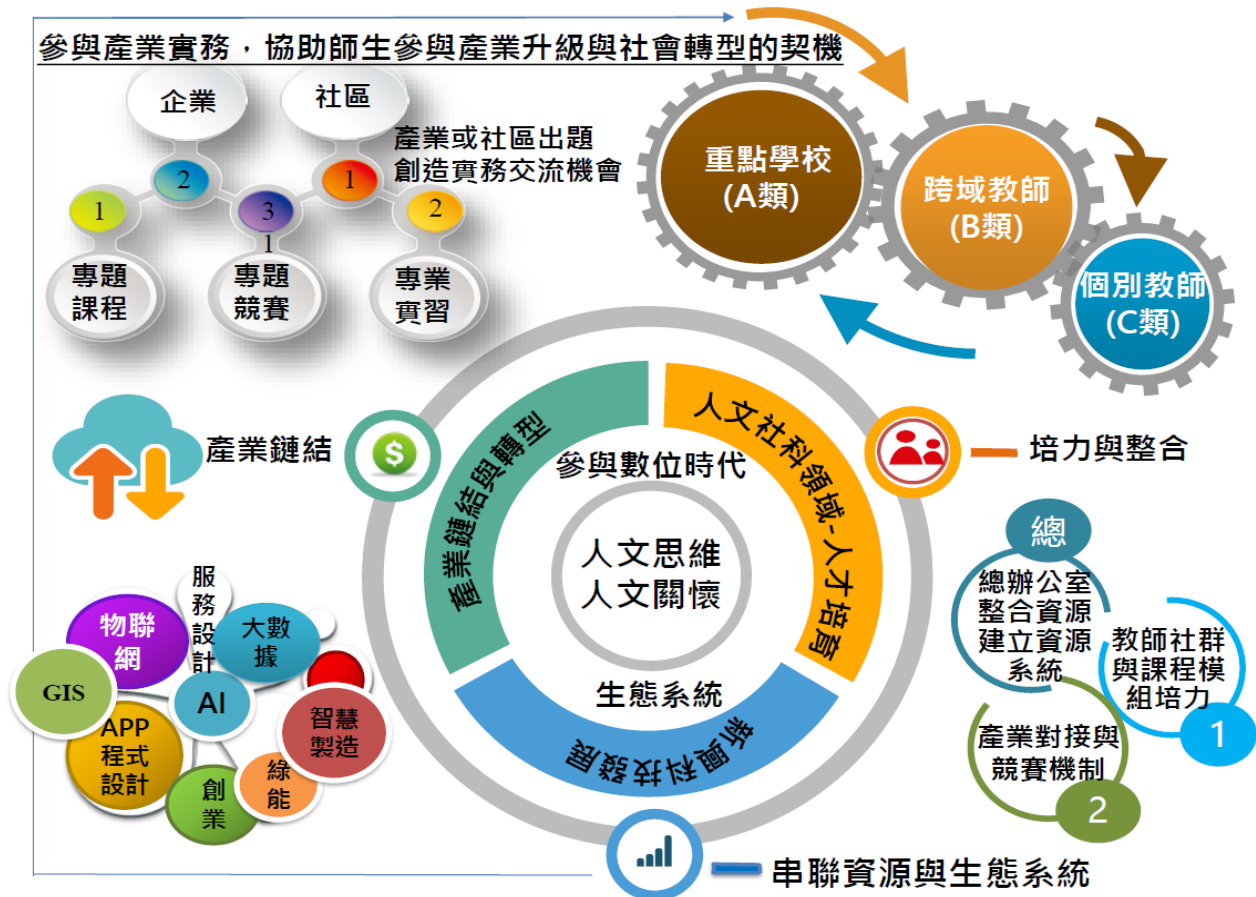 參與產業實務，協助師生參與產業升級與社會轉型的契機
企業
社區
產業或社區出題
創造實務交流機會
1
2
3
1
1
2
專題
課程
專題
競賽
專業
實習
重點學校
(A類)
跨域教師
(B類)
個別教師
(C類)
產業鏈結
產業鏈結與轉型
人文社科領域-人才培育
新興科技發展
參與數位時代
人文思維
人文關懷
生態系統
培力與整合
總
總辦公室
整合資源
建立資源
系統
教師社群
與課程模
組培力
1
產業對接與
競賽機制
2
服務設計
物聯
網
大數
據
GIS
AI
APP
程式
設計
智慧
製造
綠
能
創
業
串聯資源與生態系統